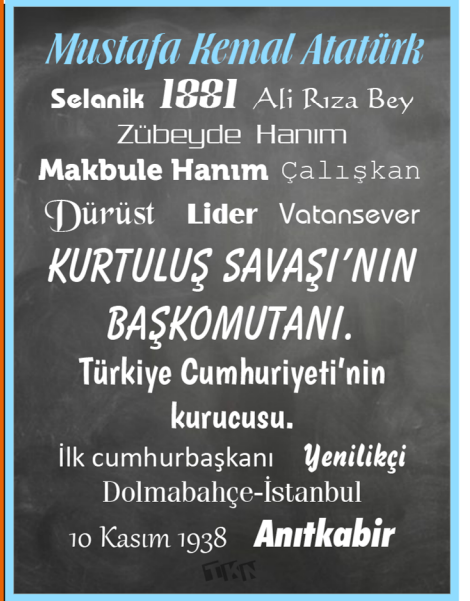 Mustafa Kemal Atatürk
Selanik 1881 Ali Rıza Bey
Zübeyde Hanım
Makbule Hanım Çalışkan
Dürüst Lider Vatansever
KURTULUŞ SAVAŞI'NIN
BAŞKOMUTANI.
Türkiye Cumhuriyeti'nin
kurucusu.
İlk cumhurbaşkanı Yenilikçi
Dolmabahçe-İstanbul
10 Kasım 1938 Anıtkabir
TKN